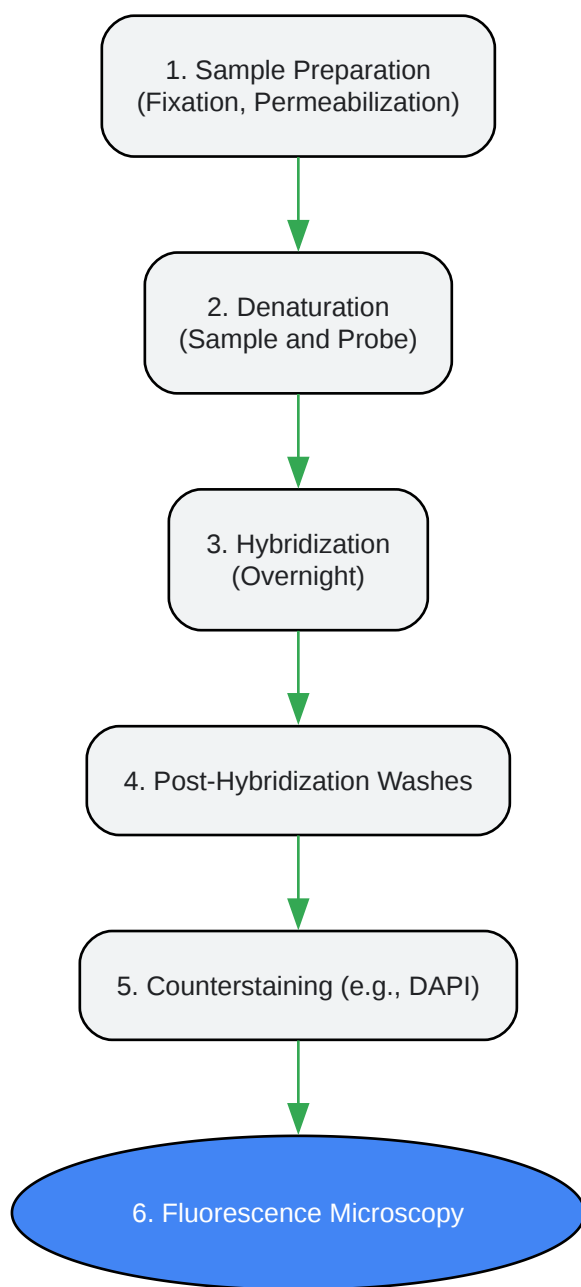 1. Sample Preparation
(Fixation, Permeabilization)
2. Denaturation
(Sample and Probe)
3. Hybridization
(Overnight)
4. Post-Hybridization Washes
5. Counterstaining (e.g., DAPI)
6. Fluorescence Microscopy